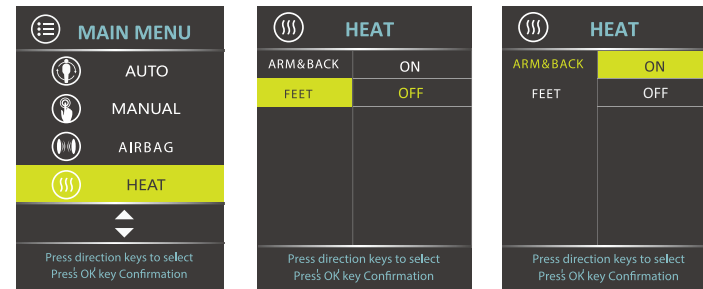 MAIN MENU
AUTO
MANUAL
AIRBAG
HEAT
Press direction keys to select
Press 'OK' key Confirmation
HEAT
ARM&BACK ON
FEET OFF
Press direction keys to select
Press 'OK' key Confirmation
HEAT
ARM&BACK ON
FEET OFF
Press direction keys to select
Press 'OK' key Confirmation